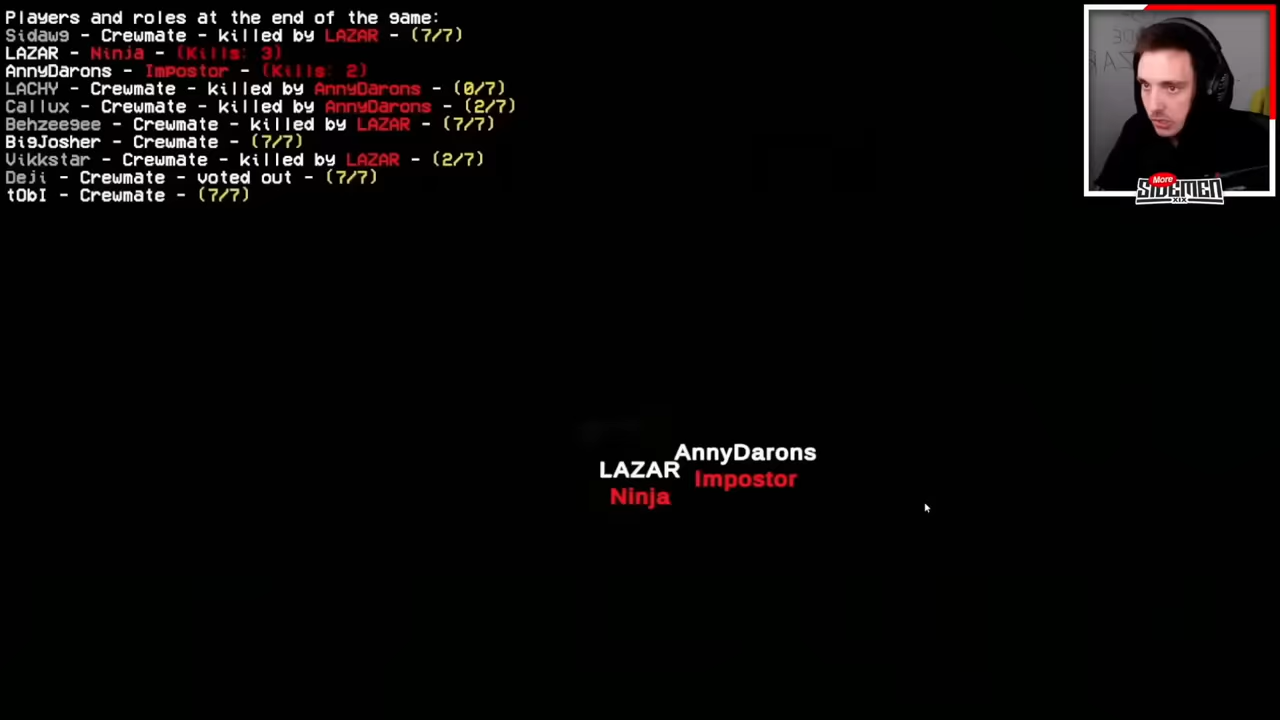 Players and roles at the end of the game:
Sidawg - Crewmate - killed by LAZAR - (7/7)
LAZAR - Ninja - (Kills: 3)
AnnyDarons - Impostor - (Kills: 2)
LACHY - Crewmate - killed by AnnyDarons - (0/7)
Callux - Crewmate - killed by AnnyDarons - (2/7)
Behzeegee - Crewmate - killed by LAZAR - (7/7)
BigJosher - Crewmate - (7/7)
Vikkstar - Crewmate - killed by LAZAR - (2/7)
Deji - Crewmate - voted out - (7/7)
tObI - Crewmate - (7/7)
More
SIDEMEN
XIX
AnnyDarons
LAZAR
Impostor
Ninja